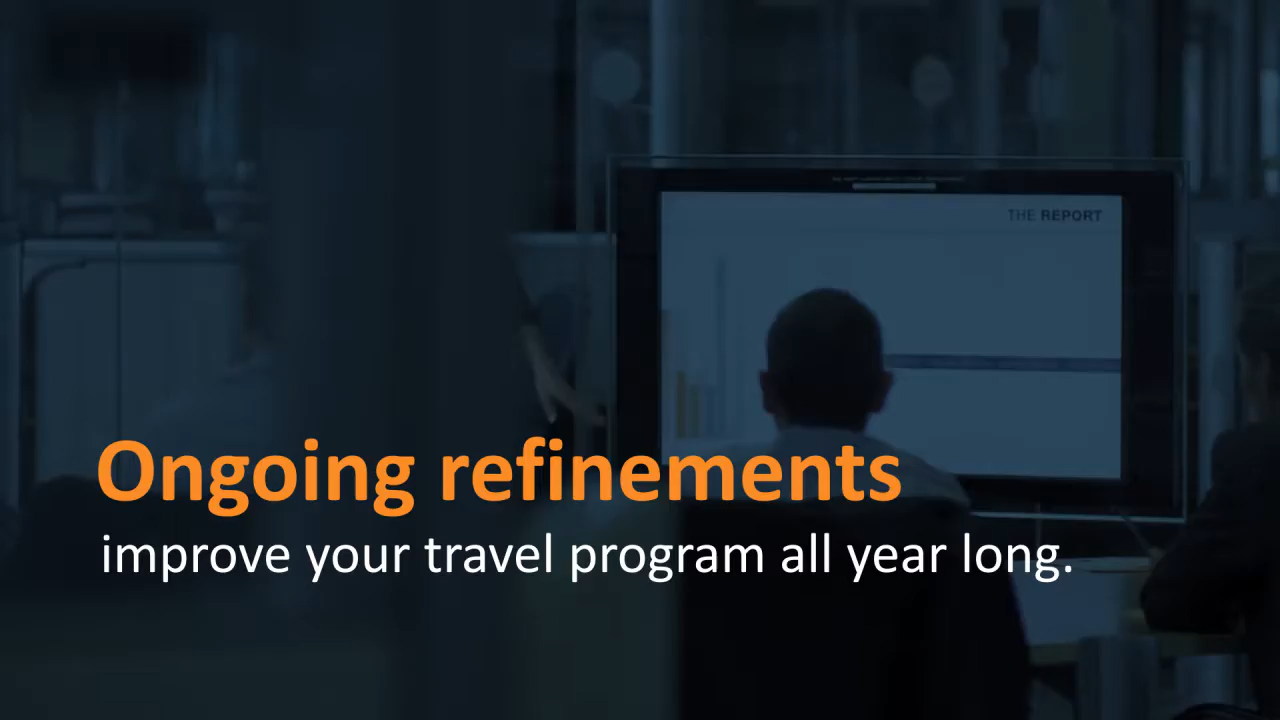 THE REPORT
Ongoing refinements
improve your travel program all year long.